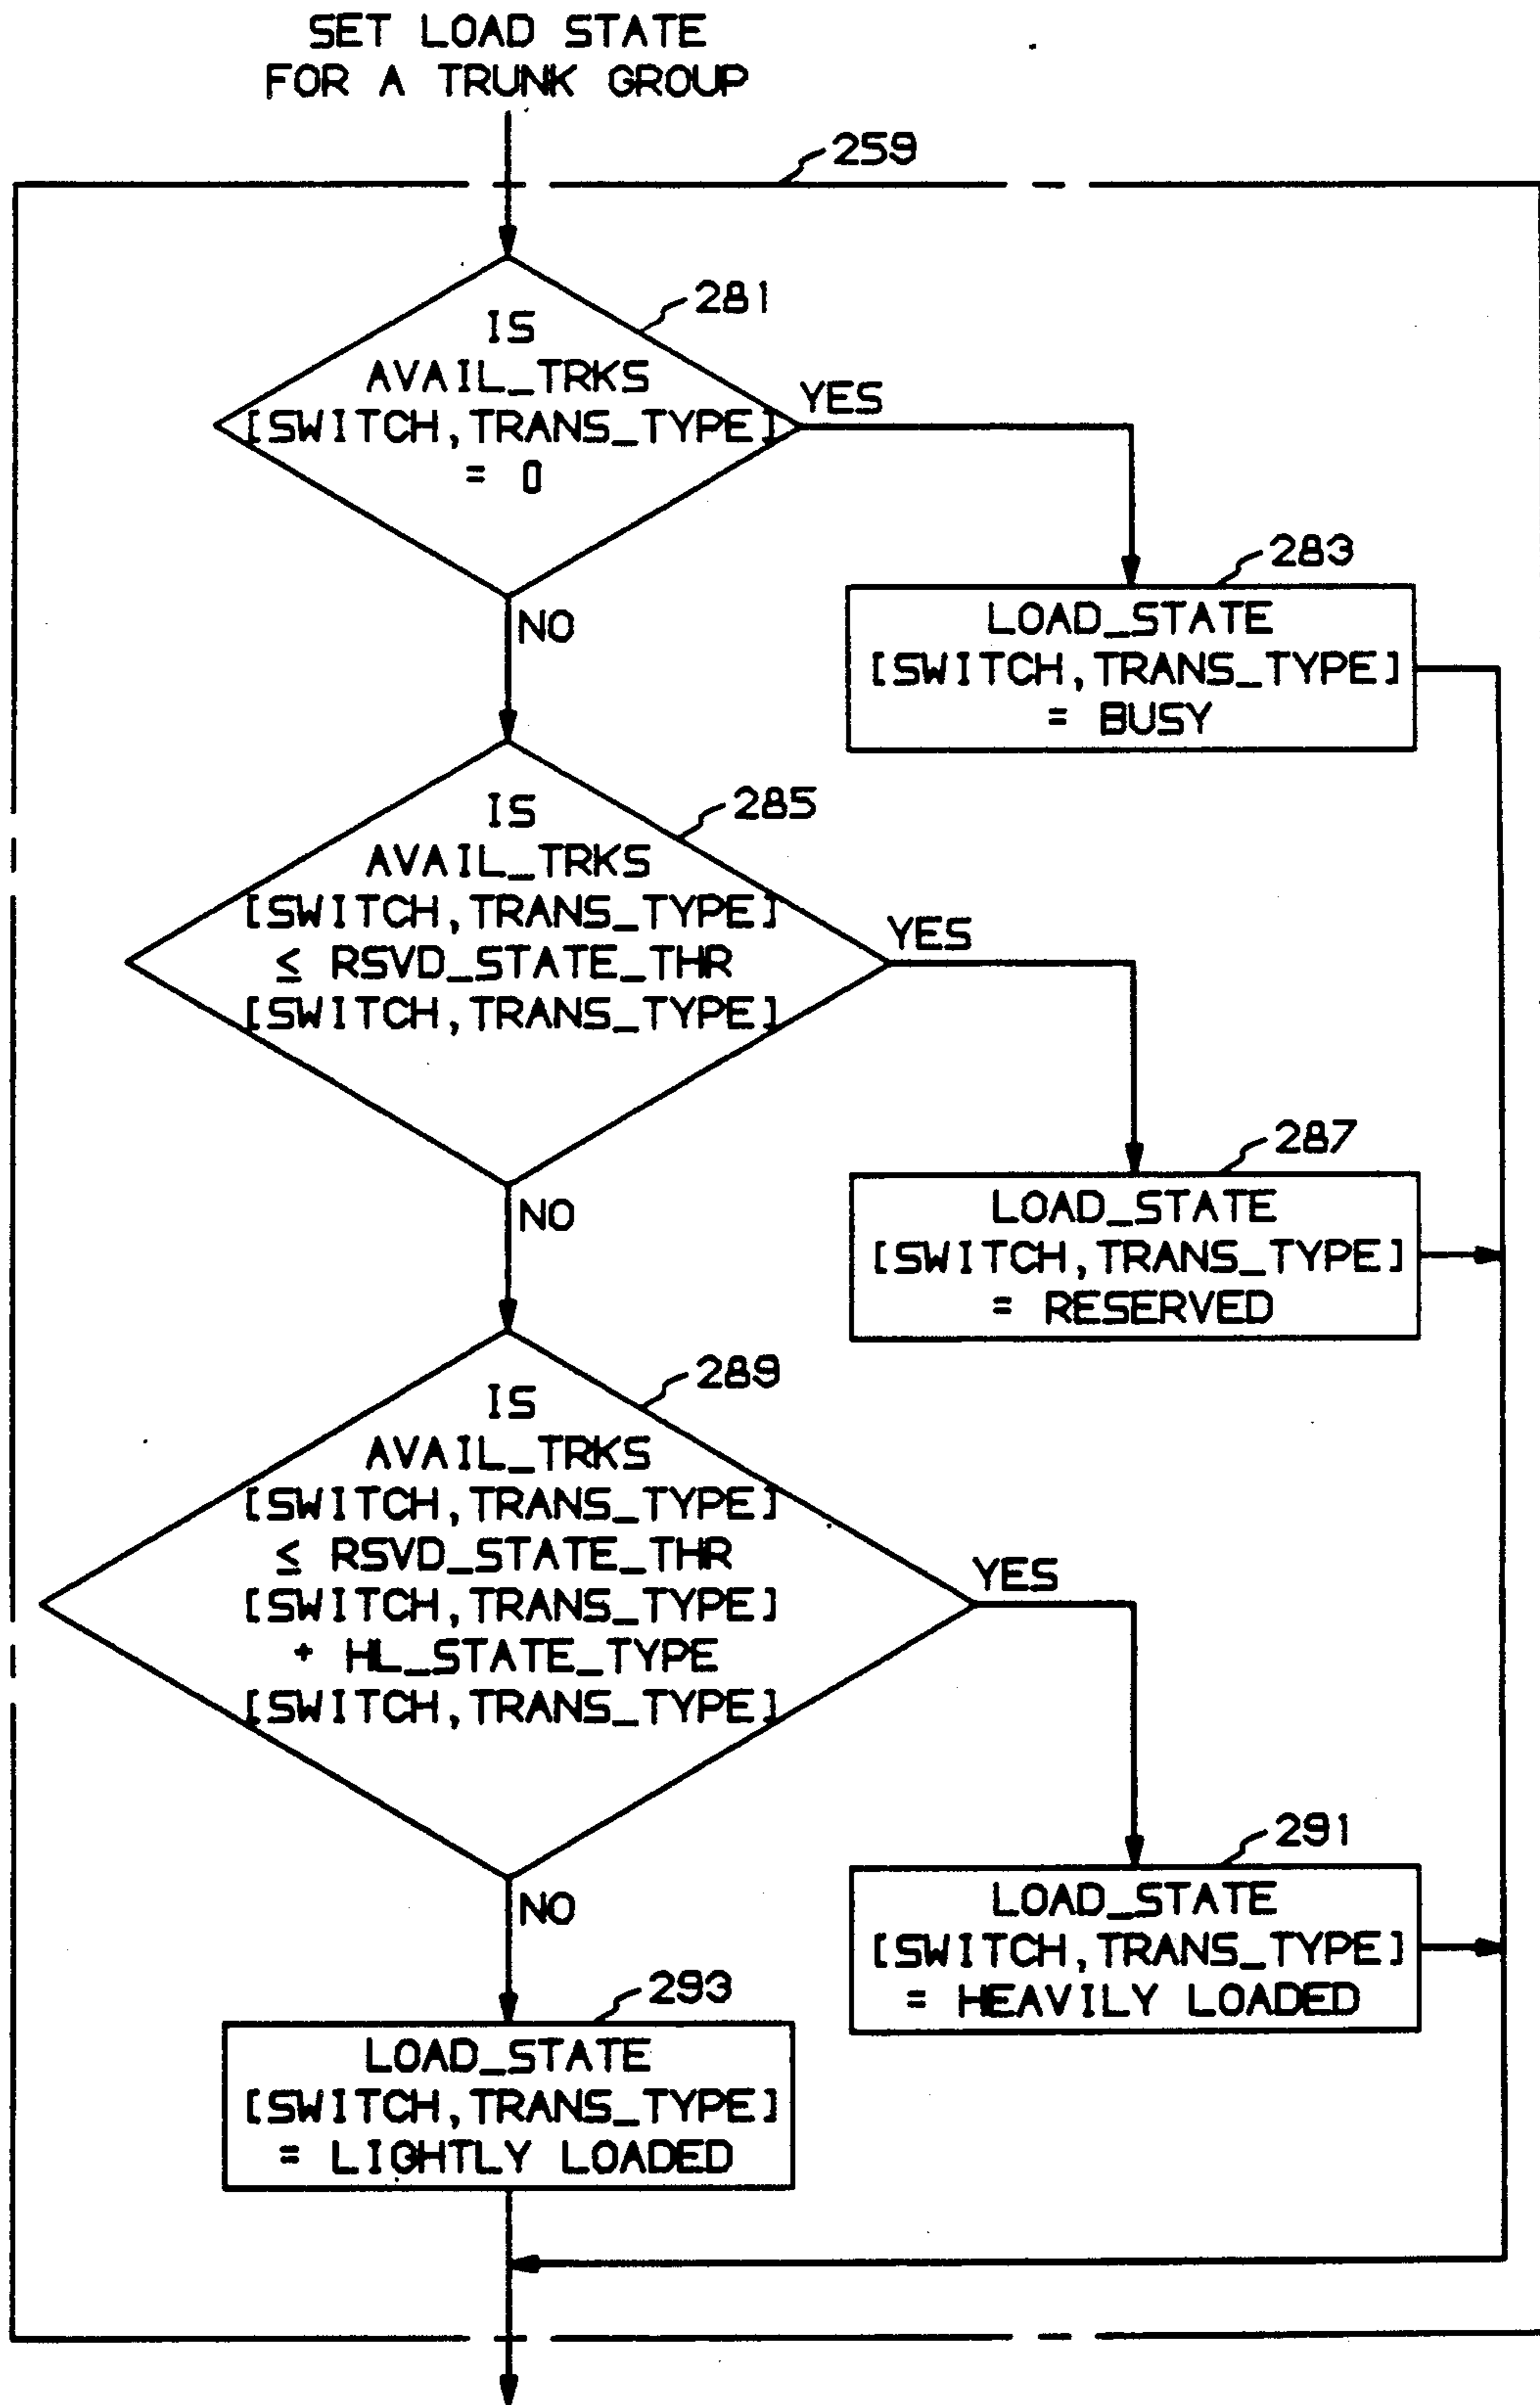 SET LOAD STATE
FOR A TRUNK GROUP
259
281
IS
AVAIL_TRKS
[SWITCH,TRANS_TYPE]
= 0
YES
NO
283
LOAD_STATE
[SWITCH,TRANS_TYPE]
= BUSY
285
IS
AVAIL_TRKS
[SWITCH,TRANS_TYPE]
≤ RSVD_STATE_THR
[SWITCH,TRANS_TYPE]
YES
NO
287
LOAD_STATE
[SWITCH,TRANS_TYPE]
= RESERVED
289
IS
AVAIL_TRKS
[SWITCH,TRANS_TYPE]
≤ RSVD_STATE_THR
[SWITCH,TRANS_TYPE]
+ HL_STATE_TYPE
[SWITCH,TRANS_TYPE]
YES
NO
291
LOAD_STATE
[SWITCH,TRANS_TYPE]
= HEAVILY LOADED
293
LOAD_STATE
[SWITCH,TRANS_TYPE]
= LIGHTLY LOADED